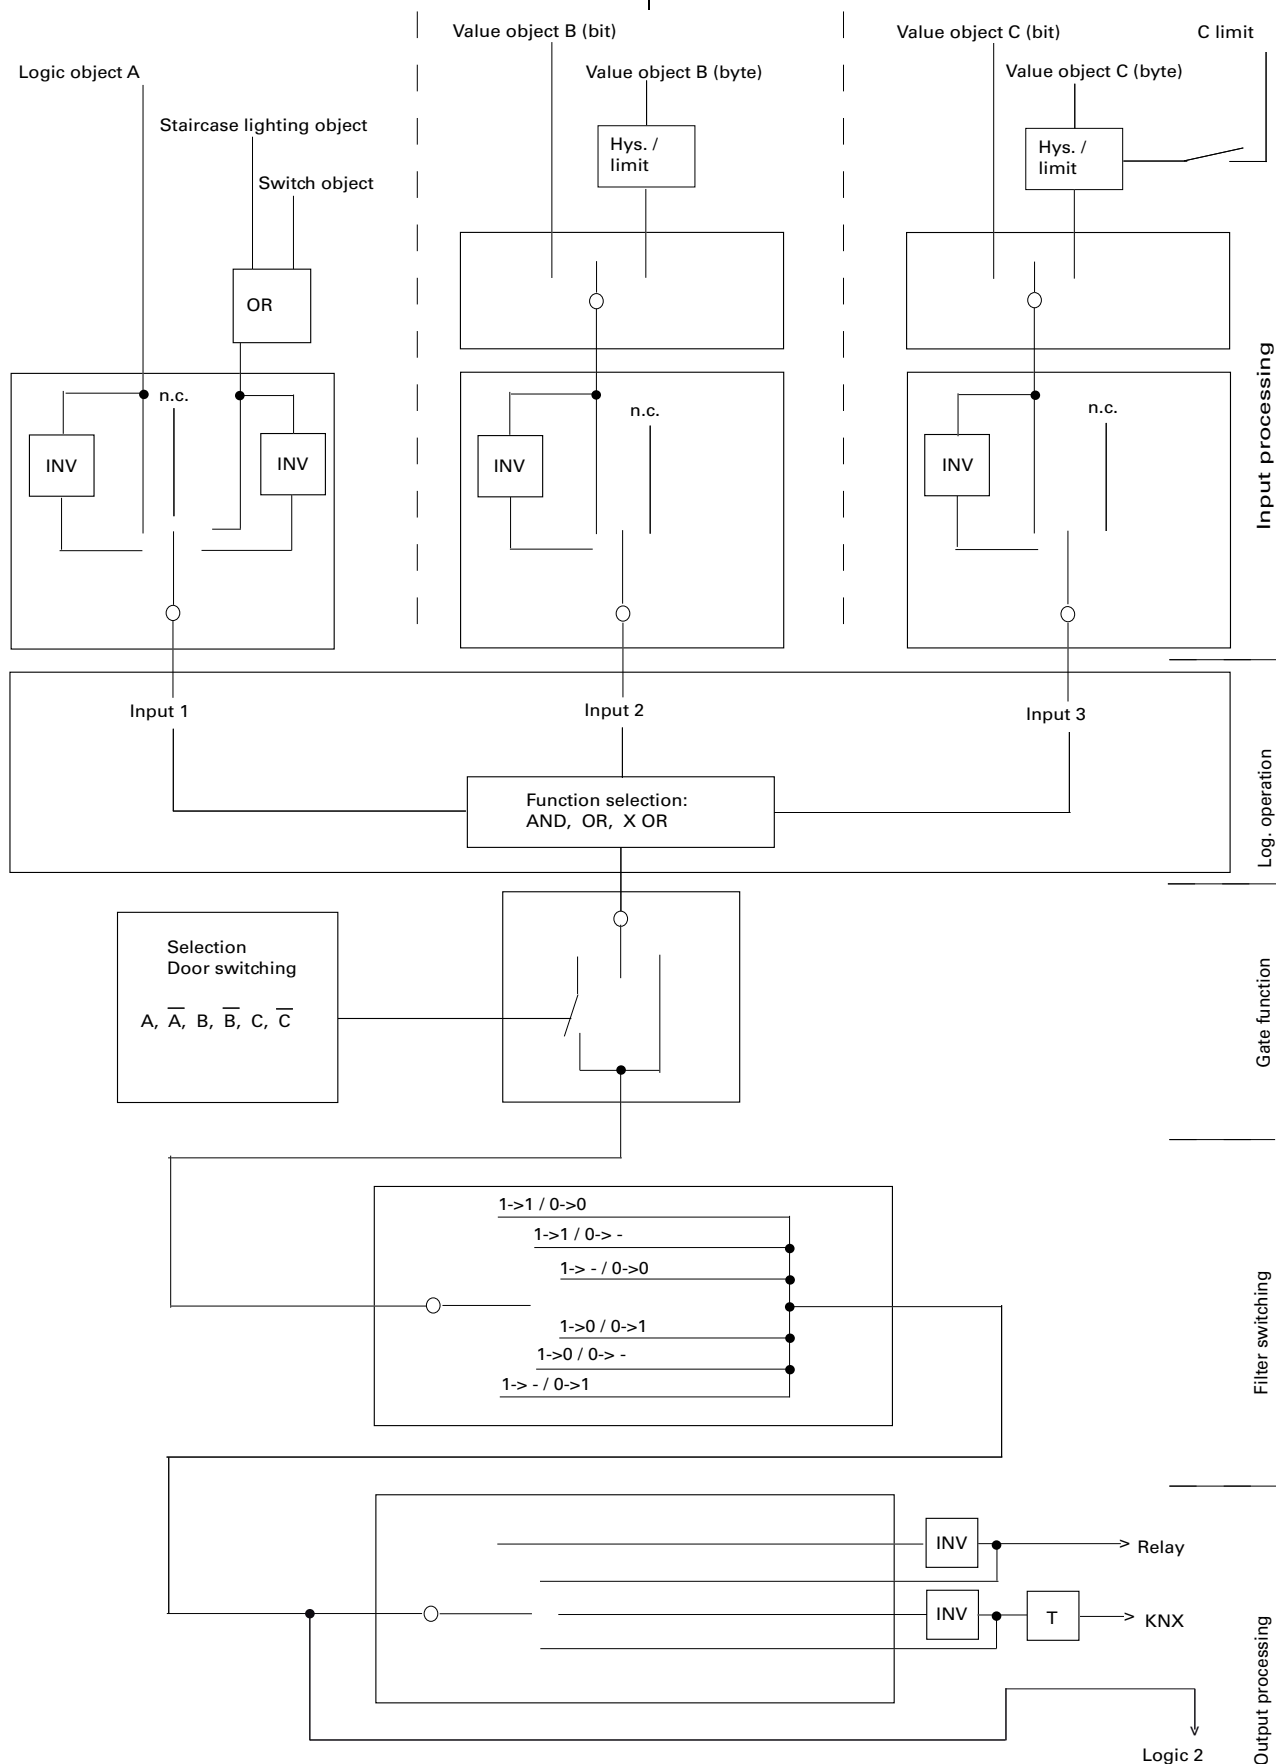 Value object B (bit)
Value object C (bit)
C limit
Logic object A
Value object B (byte)
Value object C (byte)
Staircase lighting object
Hys. /
limit
Hys. /
limit
Switch object
OR
Input processing
n.c.
n.c.
n.c.
INV
INV
INV
INV
Input 1
Input 2
Input 3
Function selection:
AND, OR, X OR
Log. operation
Selection
Door switching
A, A̅, B, B̅, C, C̅
Gate function
1->1 / 0->0
1->1 / 0-> -
1-> - / 0->0
1->0 / 0->1
1->0 / 0-> -
1-> - / 0->1
Filter switching
INV
Relay
INV
T
KNX
Output processing
Logic 2